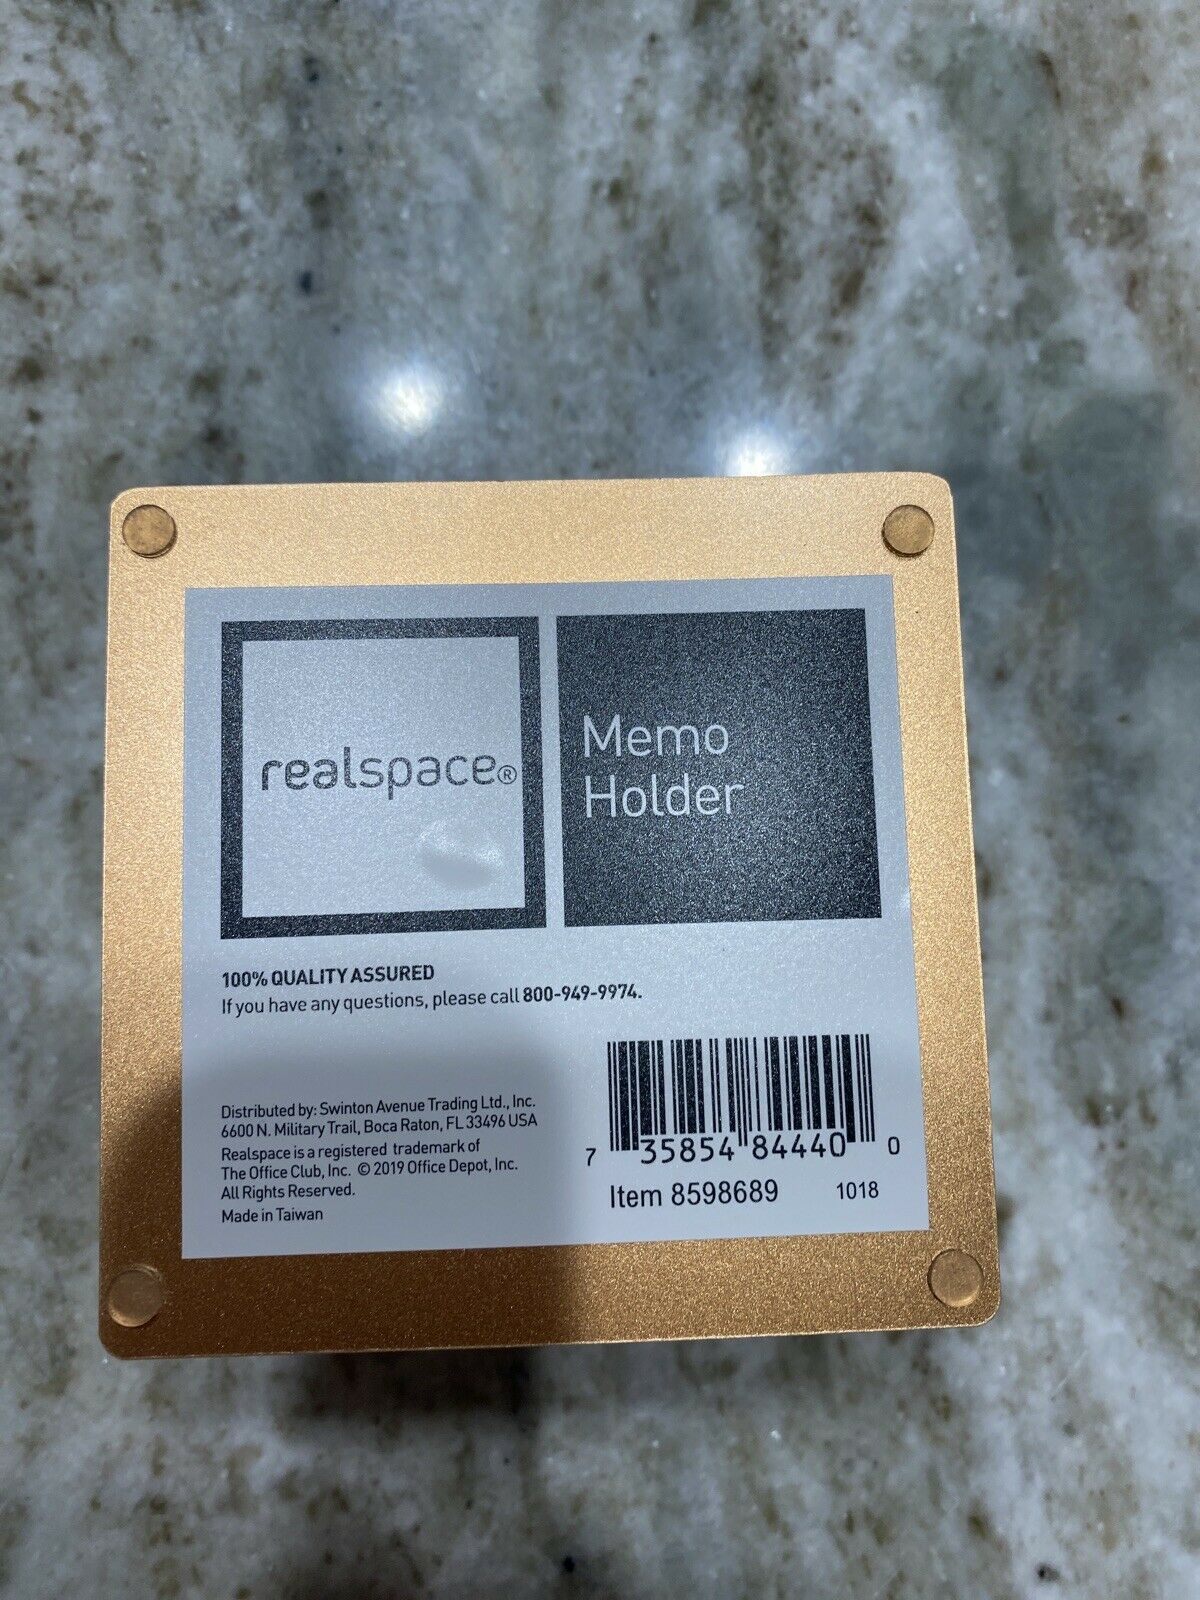 realspace®
Memo
Holder
100% QUALITY ASSURED
If you have any questions, please call 800-949-9974.
Distributed by: Swinton Avenue Trading Ltd., Inc.
6600 N. Military Trail, Boca Raton, FL 33496 USA
Realspace is a registered trademark of
The Office Club, Inc. © 2019 Office Depot, Inc.
All Rights Reserved.
Made in Taiwan
7 35854 84440 0
Item 8598689 1018